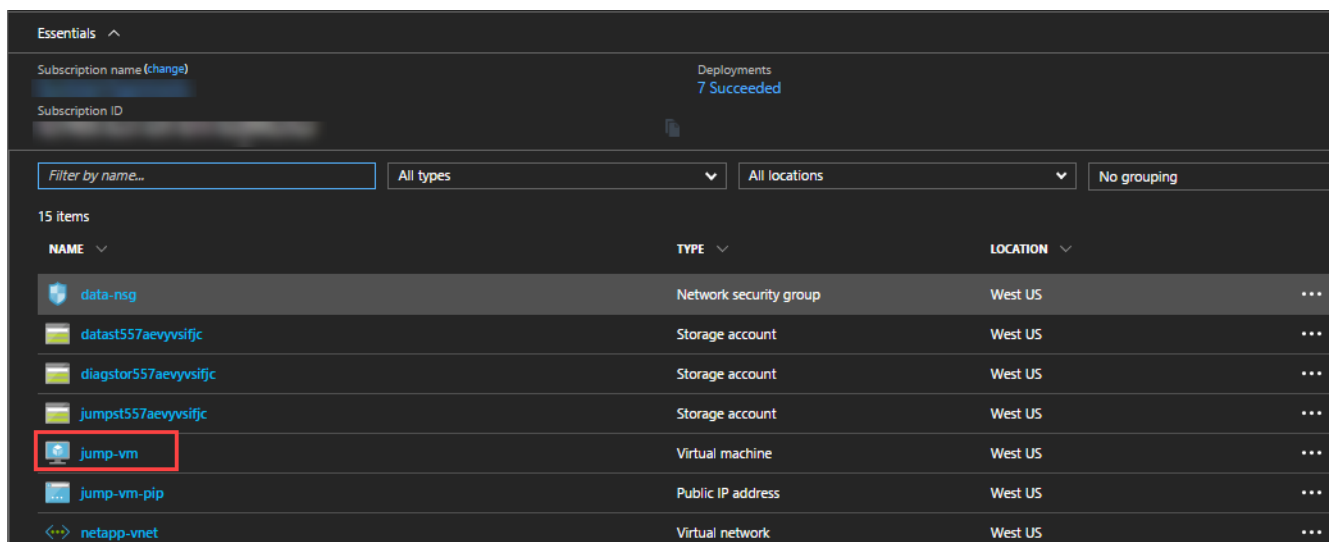 Essentials
Subscription name (change)
Deployments
7 Succeeded
Subscription ID
Filter by name... All types All locations No grouping
15 items
NAME TYPE LOCATION
data-nsg Network security group West US ...
datast557aevyvsifjc Storage account West US ...
diagstor557aevyvsifjc Storage account West US ...
jumpst557aevyvsifjc Storage account West US ...
jump-vm Virtual machine West US ...
jump-vm-pip Public IP address West US ...
netapp-vnet Virtual network West US ...